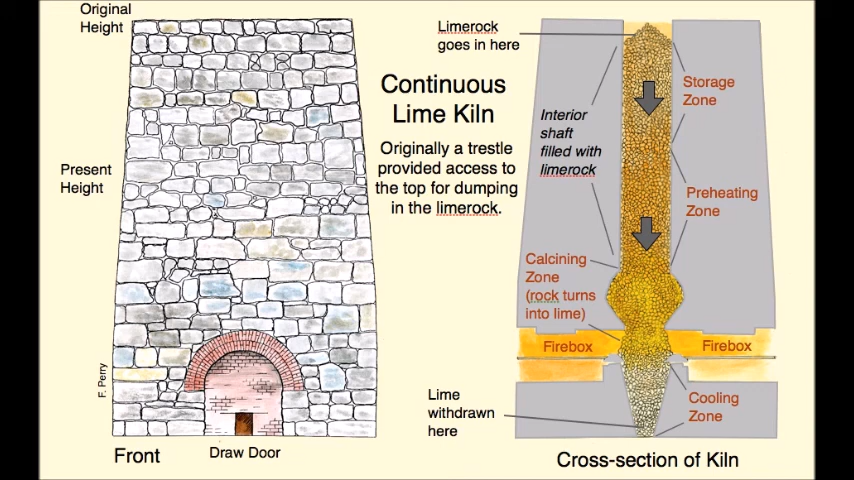 Original
Height
Present
Height
F. Perry
Front
Draw Door
Continuous
Lime Kiln
Originally a trestle
provided access to
the top for dumping
in the limerock.
Limerock
goes in here
Interior
shaft
filled with
limerock
Storage
Zone
Preheating
Zone
Calcining
Zone
(rock turns
into lime)
Firebox
Firebox
Cooling
Zone
Lime
withdrawn
here
Cross-section of Kiln